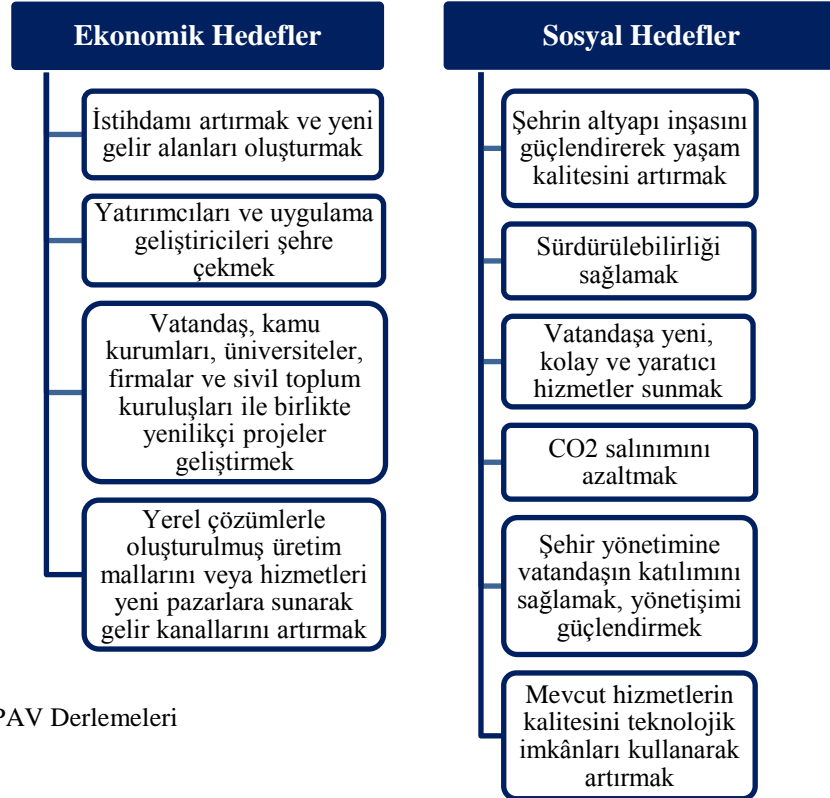 Ekonomik Hedefler
İstihdamı artırmak ve yeni
gelir alanları oluşturmak
Yatırımcıları ve uygulama
geliştiricileri şehre
çekmek
Vatandaş, kamu
kurumları, üniversiteler,
firmalar ve sivil toplum
kuruluşları ile birlikte
yenilikçi projeler
geliştirmek
Yerel çözümlerle
oluşturulmuş üretim
mallarını veya hizmetleri
yeni pazarlara sunarak
gelir kanallarını artırmak
Sosyal Hedefler
Şehrin altyapı inşasını
güçlendirerek yaşam
kalitesini artırmak
Sürdürülebilirliği
sağlamak
Vatandaşa yeni,
kolay ve yaratıcı
hizmetler sunmak
CO2 salınımını
azaltmak
Şehir yönetimine
vatandaşın katılımını
sağlamak, yönetişimi
güçlendirmek
Mevcut hizmetlerin
kalitesini teknolojik
imkânları kullanarak
artırmak
PAV Derlemeleri